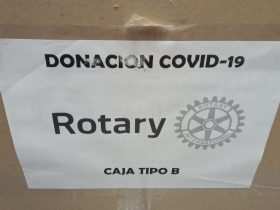 DONACION COVID-19
Rotary
CAJA TIPO B